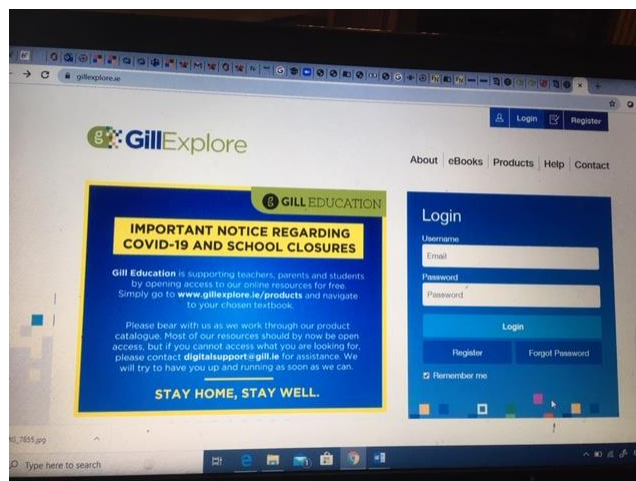 gillexplore.ie
Login Register
GillExplore
About eBooks Products Help Contact
GILL EDUCATION
IMPORTANT NOTICE REGARDING
COVID-19 AND SCHOOL CLOSURES
Gill Education is supporting teachers, parents and students
by opening access to our online resources for free.
Simply go to www.gillexplore.ie/products and navigate
to your chosen textbook.
Please bear with us as we work through our product
catalogue. Most of our resources should by now be open
access, but if you cannot access what you are looking for,
please contact digitalsupport@gill.ie for assistance. We
will try to have you up and running as soon as we can.
STAY HOME, STAY WELL.
Login
Username
Email
Password
Password
Login
Register Forgot Password
Remember me
7855.jpg
Type here to search